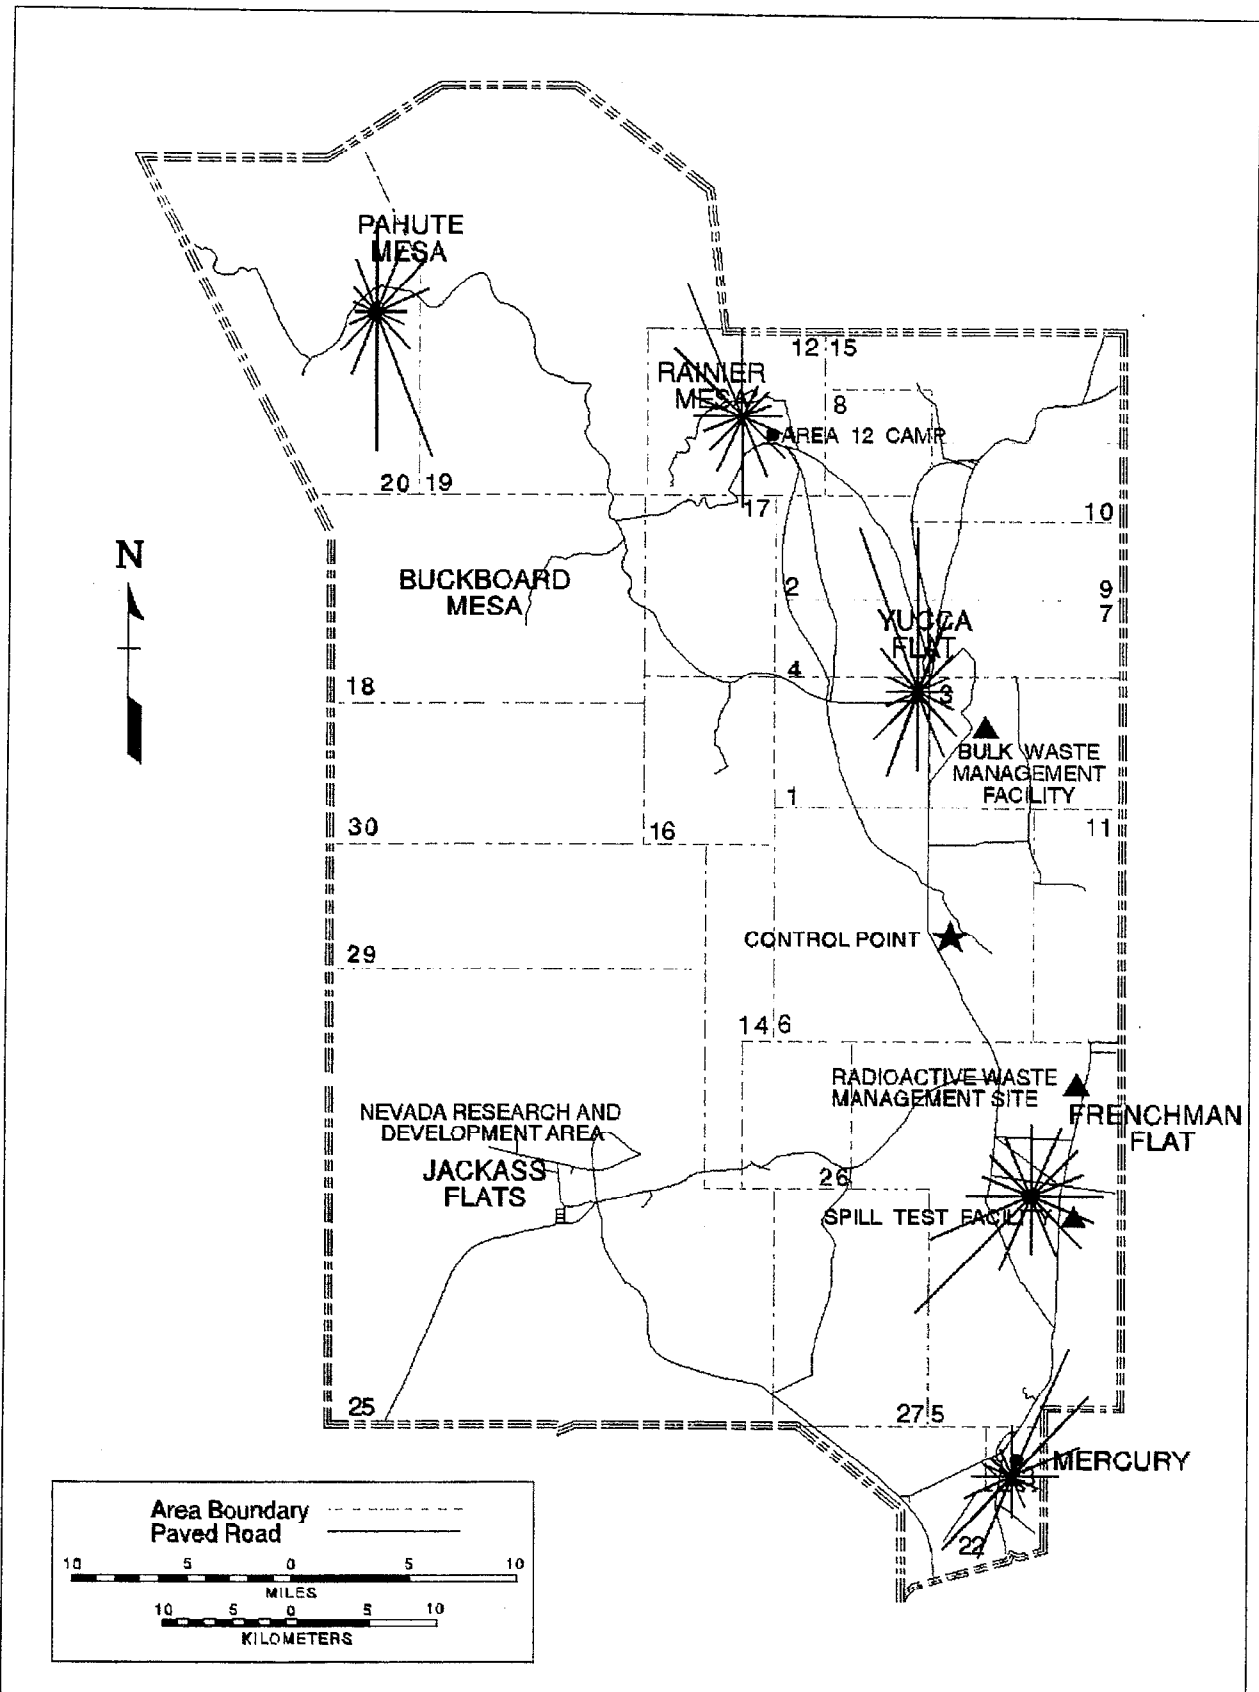 PAHUTE
MESA
12 15
RAINIER
MESA
8
AREA 12 CAMP
20 19
17
10
N
BUCKBOARD
MESA
2
9
7
YUCCA
FLAT
4
18
3
BULK WASTE
MANAGEMENT
FACILITY
1
30
16
11
CONTROL POINT
29
14 6
RADIOACTIVE WASTE
MANAGEMENT SITE
NEVADA RESEARCH AND
DEVELOPMENT AREA
FRENCHMAN
FLAT
JACKASS
FLATS
26
SPILL TEST FACILITY
25
27 5
MERCURY
22
Area Boundary
Paved Road
10 5 0 5 10
MILES
10 5 0 5 10
KILOMETERS